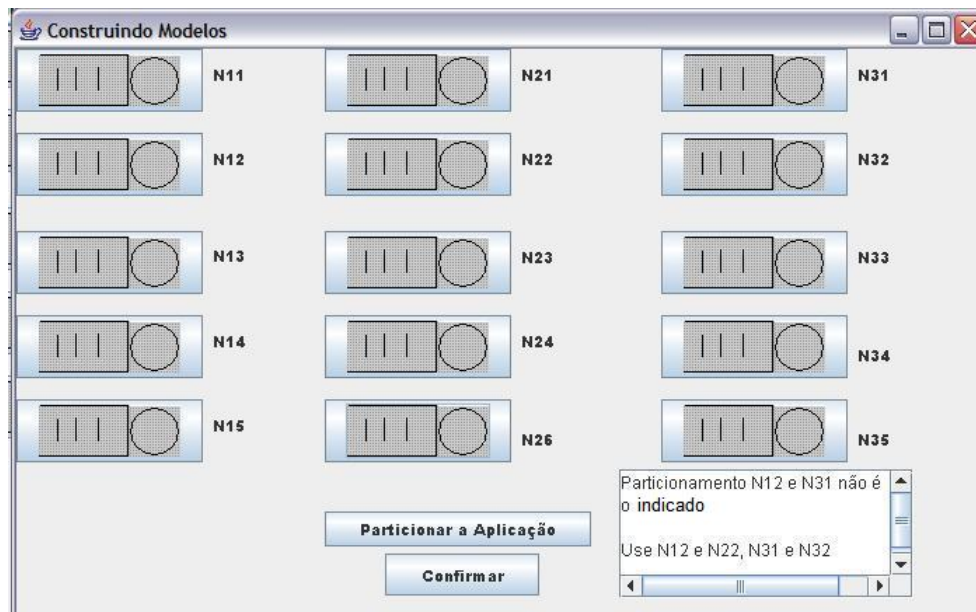 Construindo Modelos
N11 N21 N31
N12 N22 N32
N13 N23 N33
N14 N24 N34
N15 N26 N35
Particionamento N12 e N31 não é
o indicado
Use N12 e N22, N31 e N32
Particionar a Aplicação
Confirmar